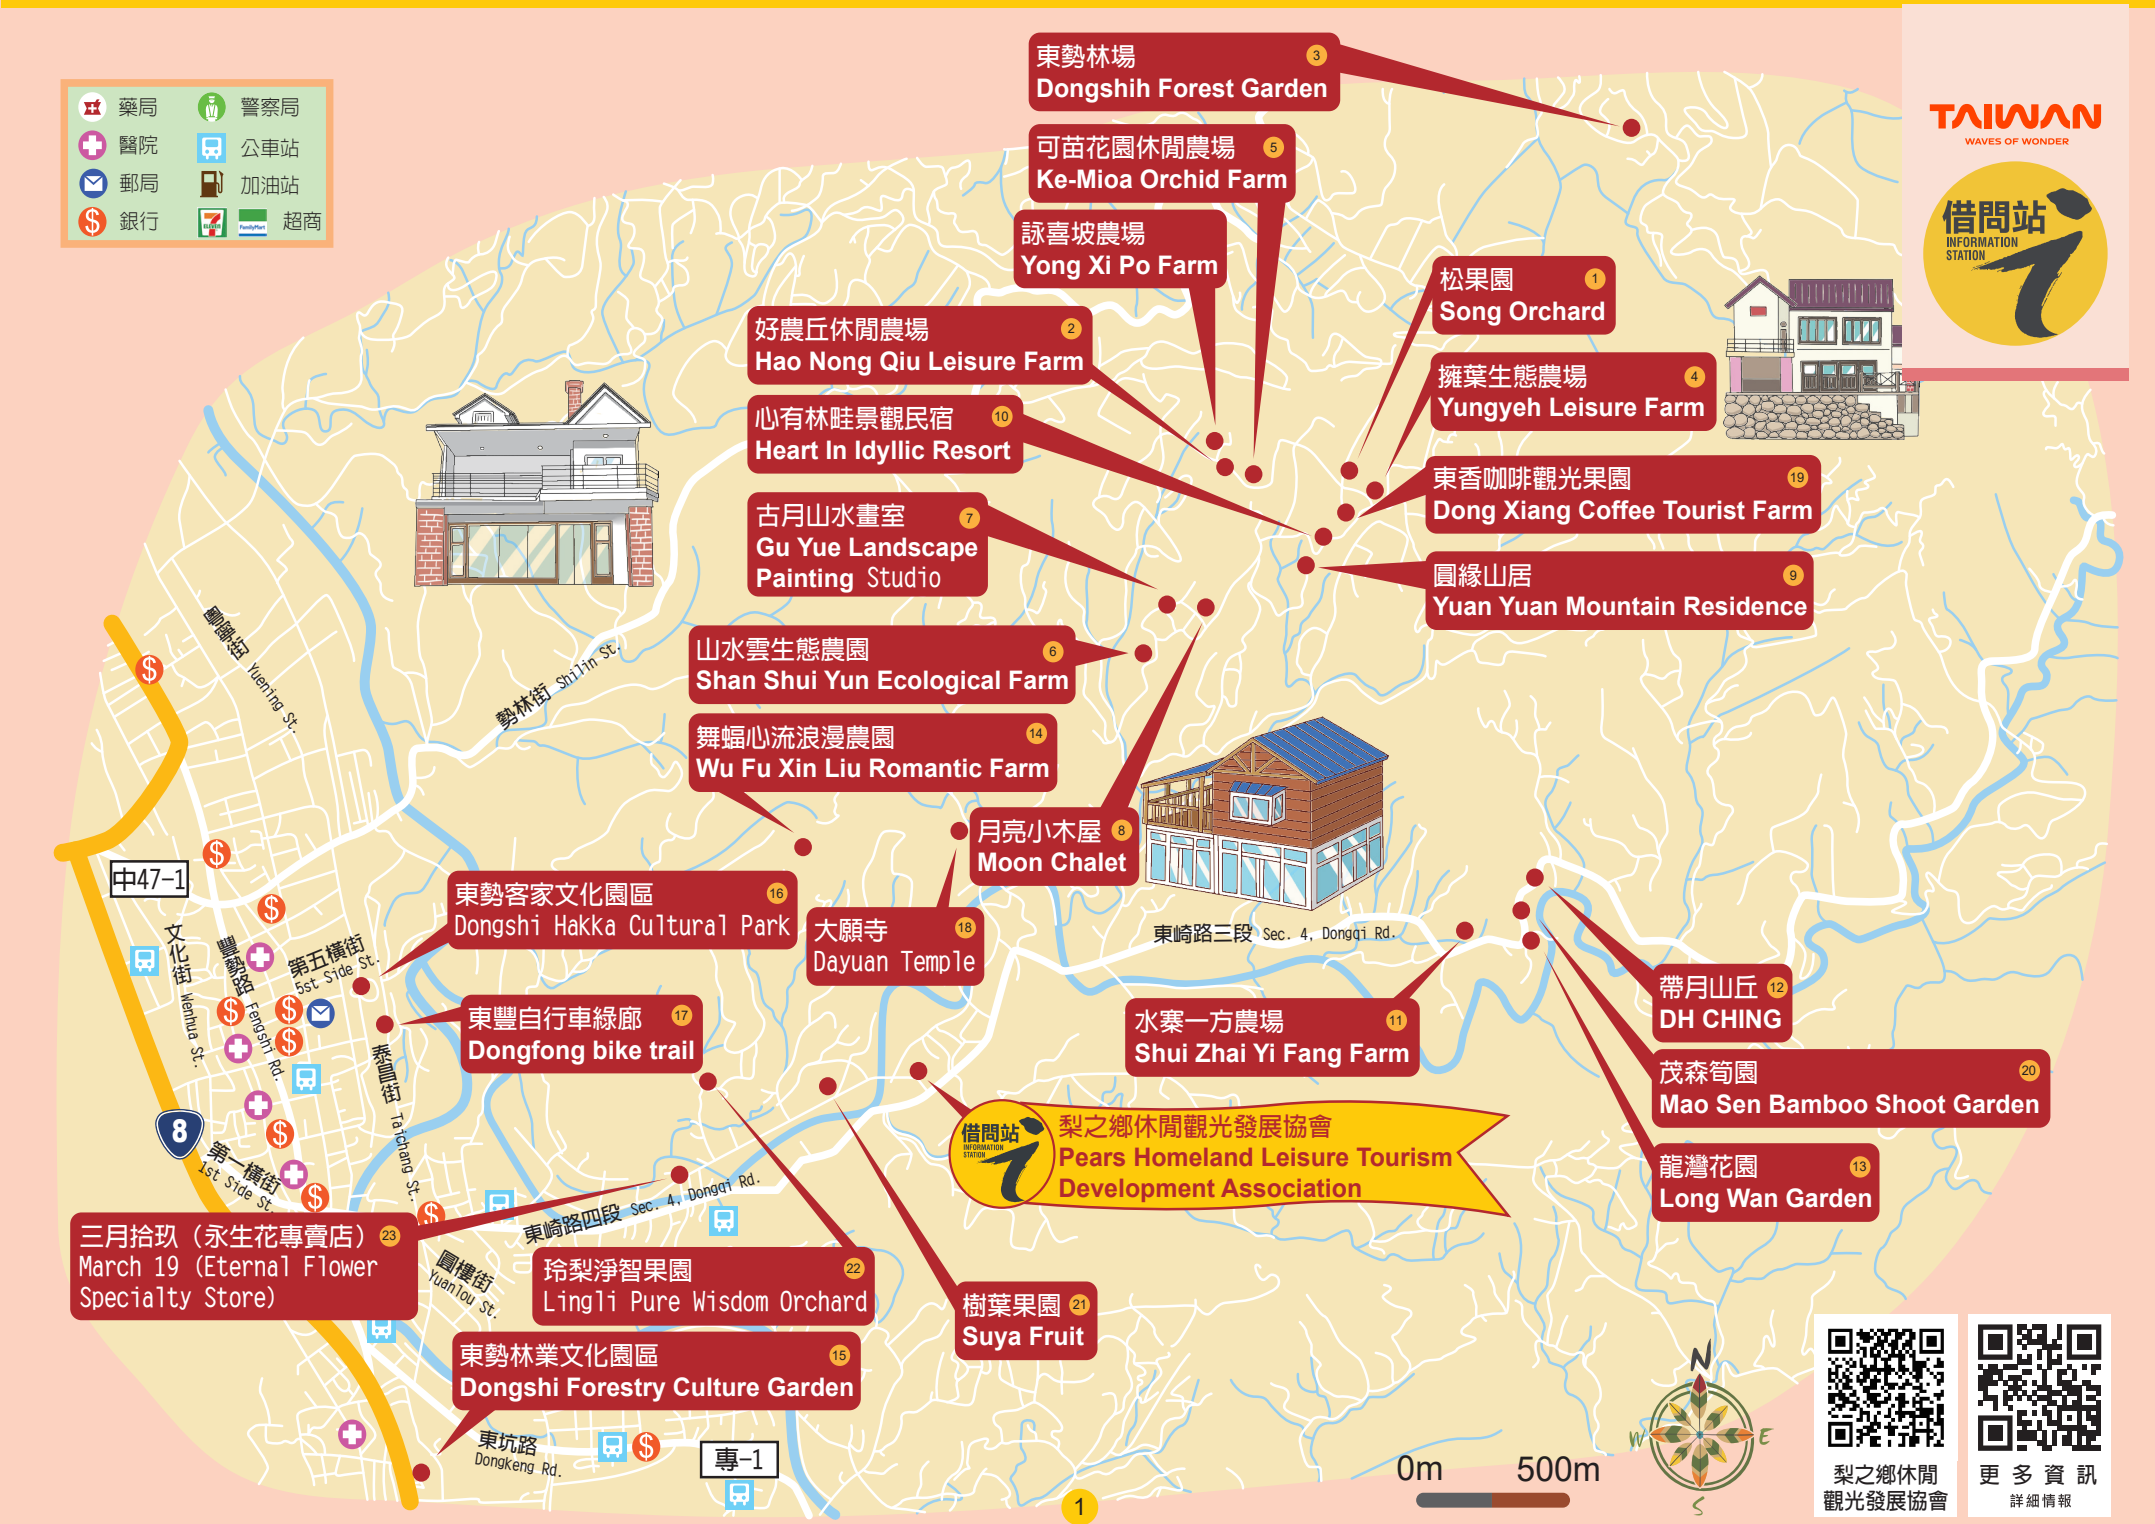 藥局
警察局
醫院
公車站
郵局
加油站
銀行
7
ELEVEN
FamilyMart
超商
TAIWAN
WAVES OF WONDER
借問站
INFORMATION
STATION
東勢林場 3
Dongshih Forest Garden
可苗花園休閒農場 5
Ke-Mioa Orchid Farm
詠喜坡農場
Yong Xi Po Farm
松果園 1
Song Orchard
好農丘休閒農場 2
Hao Nong Qiu Leisure Farm
擁葉生態農場 4
Yungyeh Leisure Farm
心有林畦景觀民宿 10
Heart In Idyllic Resort
東香咖啡觀光果園 19
Dong Xiang Coffee Tourist Farm
古月山水畫室 7
Gu Yue Landscape
Painting Studio
圓緣山居 9
Yuan Yuan Mountain Residence
粵寧街 Yuening St.
勢林街 Shilin St.
山水雲生態農園 6
Shan Shui Yun Ecological Farm
舞蝠心流浪漫農園 14
Wu Fu Xin Liu Romantic Farm
月亮小木屋 8
Moon Chalet
中47-1
東勢客家文化園區 16
Dongshi Hakka Cultural Park
大願寺 18
Dayuan Temple
東崎路三段 Sec. 4, Dongqi Rd.
文化街 Wenhua St.
豐勢路 Fengshi Rd.
第五橫街
5st Side St.
帶月山丘 12
DH CHING
東豐自行車綠廊 17
Dongfong bike trail
水寨一方農場 11
Shui Zhai Yi Fang Farm
泰昌街 Taichang St.
茂森筍園 20
Mao Sen Bamboo Shoot Garden
8
借問站
INFORMATION
STATION
梨之鄉休閒觀光發展協會
Pears Homeland Leisure Tourism
Development Association
第一橫街
1st Side St.
龍灣花園 13
Long Wan Garden
東崎路四段 Sec. 4, Dongqi Rd.
三月拾玖（永生花專賣店） 23
March 19 (Eternal Flower
Specialty Store)
圓樓街
Yuanlou St.
玲梨淨智果園 22
Lingli Pure Wisdom Orchard
樹葉果園 21
Suya Fruit
東勢林業文化園區 15
Dongshi Forestry Culture Garden
東坑路
Dongkeng Rd.
專-1
N
W
E
S
0m 500m
梨之鄉休閒
觀光發展協會
更多資訊
詳細情報
1